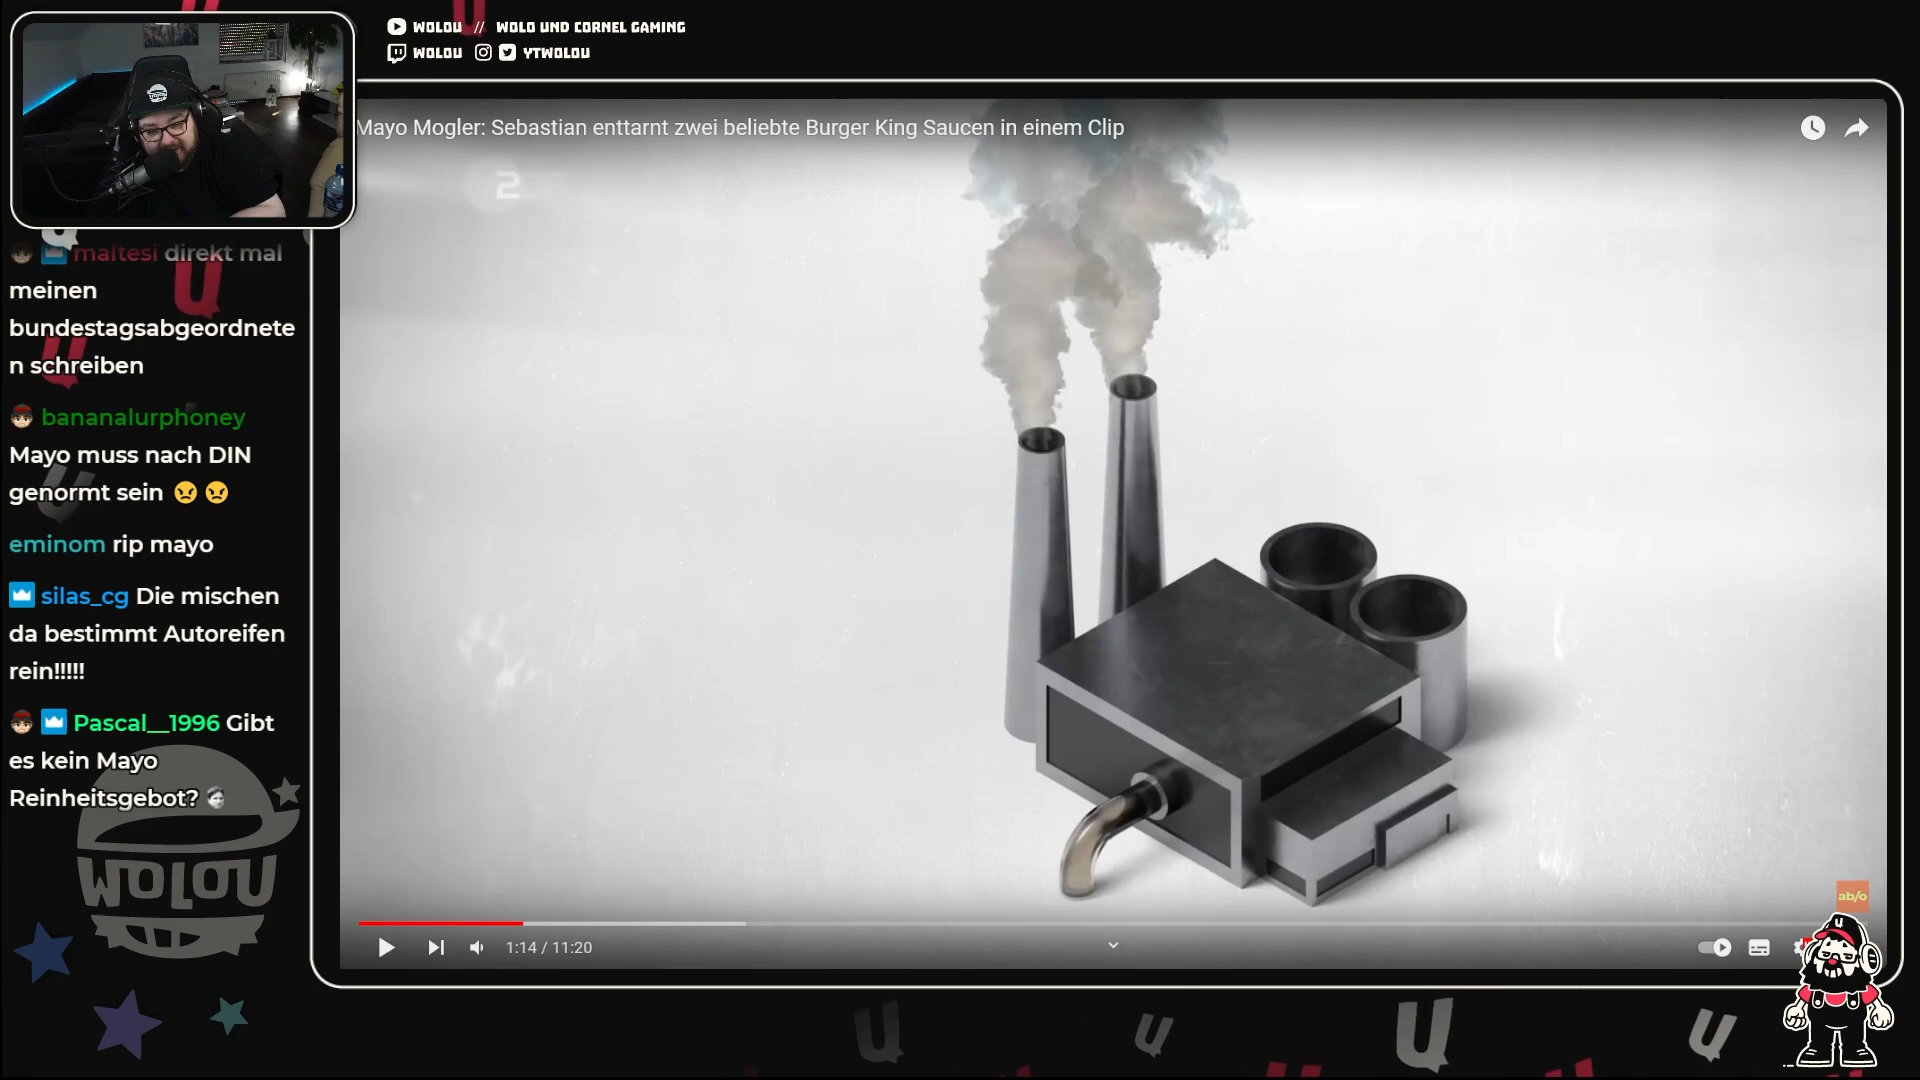 WOLOU // WOLO UND CORNEL GAMING
WOLOU YTWOLOU
Mayo Mogler: Sebastian enttarnt zwei beliebte Burger King Saucen in einem Clip
2
maltesi direkt mal
meinen
bundestagsabgeordnete
n schreiben
bananalurphoney
Mayo muss nach DIN
genormt sein
eminom rip mayo
silas_cg Die mischen
da bestimmt Autoreifen
rein!!!!!
Pascal__1996 Gibt
es kein Mayo
Reinheitsgebot?
WOLOU
ab/o
1:14 / 11:20